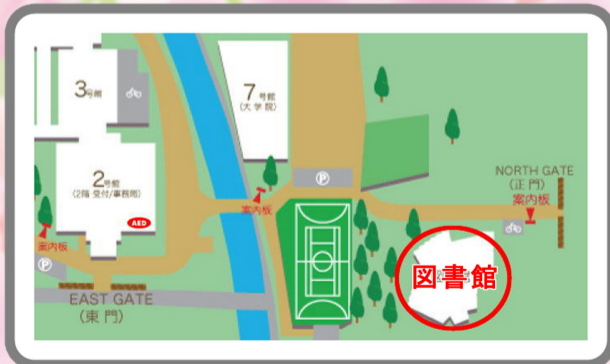 3号館
7号館
(大学院)
2号館
(2階 受付/事務局)
AED
案内板
P
EAST GATE
(東 門)
案内板
P
NORTH GATE
(正 門)
案内板
図書館